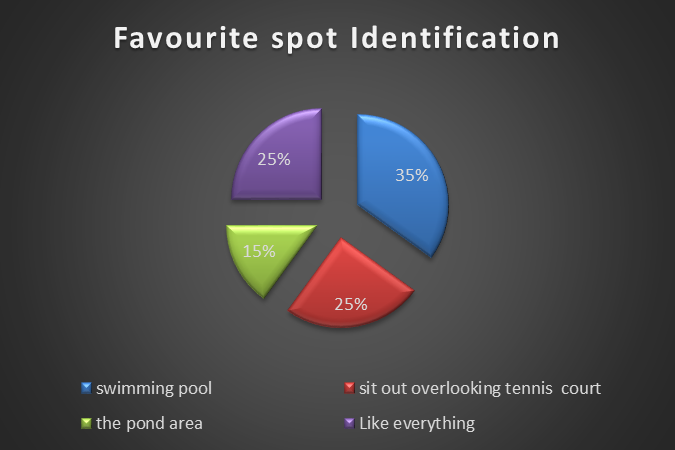 Favourite spot Identification
25%
35%
15%
25%
swimming pool
sit out overlooking tennis  court
the pond area
Like everything